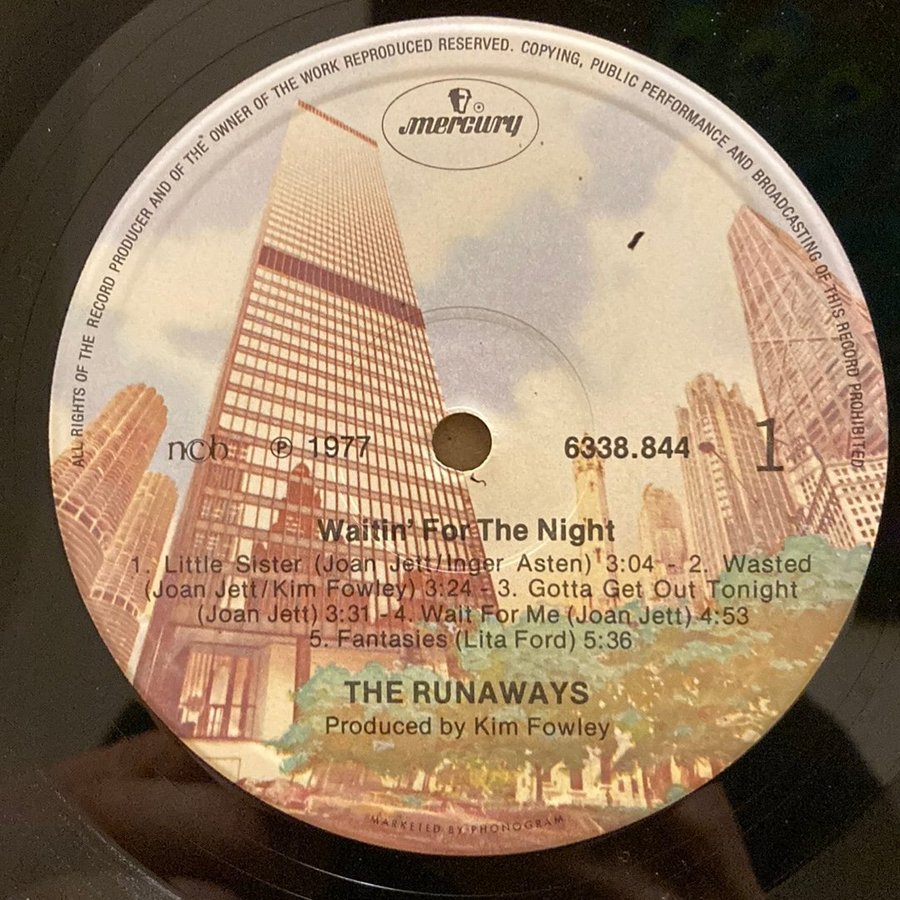 ALL RIGHTS OF THE RECORD PRODUCER AND OF THE OWNER OF THE WORK REPRODUCED RESERVED. COPYING, PUBLIC PERFORMANCE AND BROADCASTING OF THIS RECORD PROHIBITED
mercury
ncb ℗ 1977 6338.844 1
Waitin' For The Night
1. Little Sister (Joan Jett/Inger Asten) 3:04 - 2. Wasted
(Joan Jett/Kim Fowley) 3:24 - 3. Gotta Get Out Tonight
(Joan Jett) 3:31 - 4. Wait For Me (Joan Jett) 4:53
5. Fantasies (Lita Ford) 5:36
THE RUNAWAYS
Produced by Kim Fowley
MARKETED BY PHONOGRAM